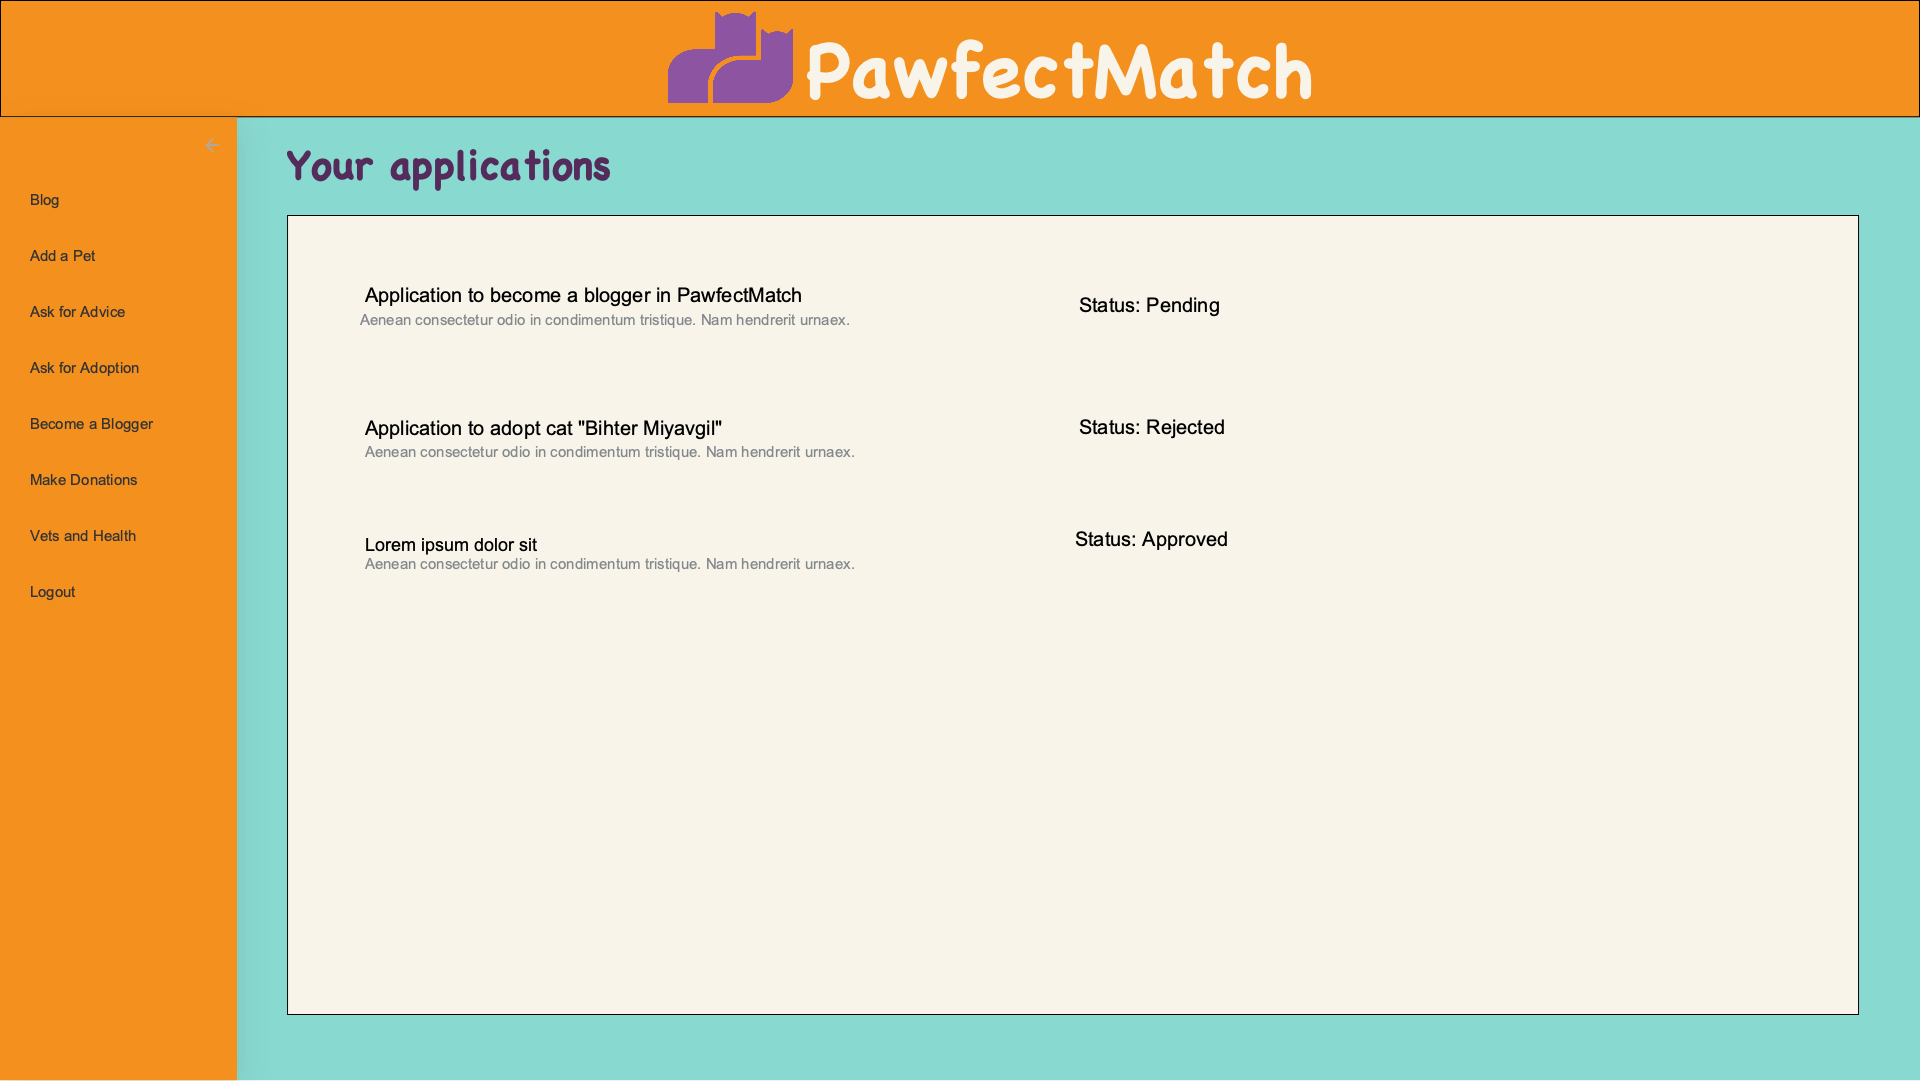 PawfectMatch
Your applications
Blog
Add a Pet
Ask for Advice
Ask for Adoption
Become a Blogger
Make Donations
Vets and Health
Logout
Application to become a blogger in PawfectMatch
Aenean consectetur odio in condimentum tristique. Nam hendrerit urnaex.
Status: Pending
Application to adopt cat "Bihter Miyavgil"
Aenean consectetur odio in condimentum tristique. Nam hendrerit urnaex.
Status: Rejected
Lorem ipsum dolor sit
Aenean consectetur odio in condimentum tristique. Nam hendrerit urnaex.
Status: Approved